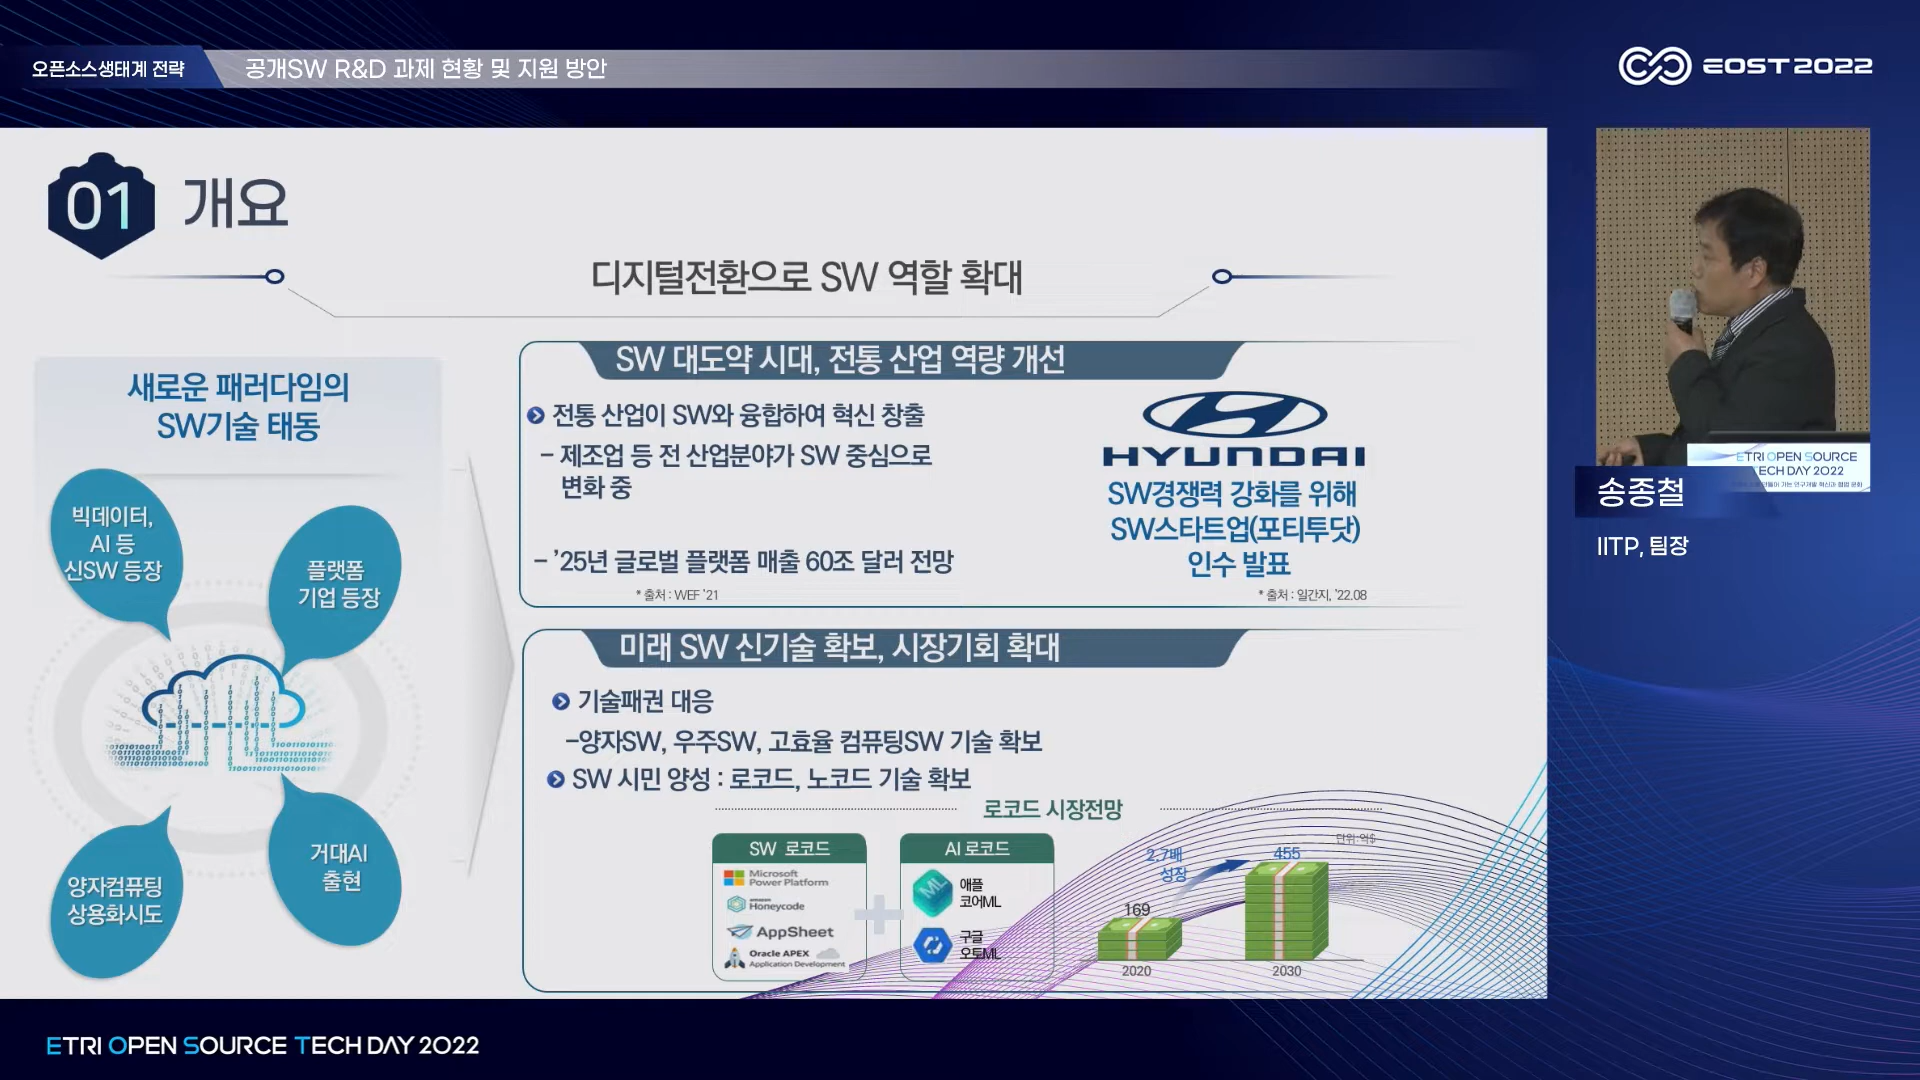 오픈소스생태계 전략
공개SW R&D 과제 현황 및 지원 방안
EOST 2022
01 개요
디지털전환으로 SW 역할 확대
새로운 패러다임의
SW기술 태동
빅데이터,
AI 등
신SW 등장
플랫폼
기업 등장
양자컴퓨팅
상용화시도
거대AI
출현
SW 대도약 시대, 전통 산업 역량 개선
전통 산업이 SW와 융합하여 혁신 창출
- 제조업 등 전 산업분야가 SW 중심으로
변화 중
- ’25년 글로벌 플랫폼 매출 60조 달러 전망
* 출처 : WEF ’21
HYUNDAI
SW경쟁력 강화를 위해
SW스타트업(포티투닷)
인수 발표
* 출처 : 일간지, ’22.08
미래 SW 신기술 확보, 시장기회 확대
기술패권 대응
-양자SW, 우주SW, 고효율 컴퓨팅SW 기술 확보
SW 시민 양성 : 로코드, 노코드 기술 확보
로코드 시장전망
SW 로코드
Microsoft
Power Platform
Honeycode
AppSheet
Oracle APEX
Application Development
AI 로코드
ML
애플
코어ML
구글
오토ML
단위:억$
2.7배
성장
169
455
2020
2030
ETRI OPEN SOURCE
TECH DAY 2022
송종철
IITP, 팀장
ETRI OPEN SOURCE TECH DAY 2022